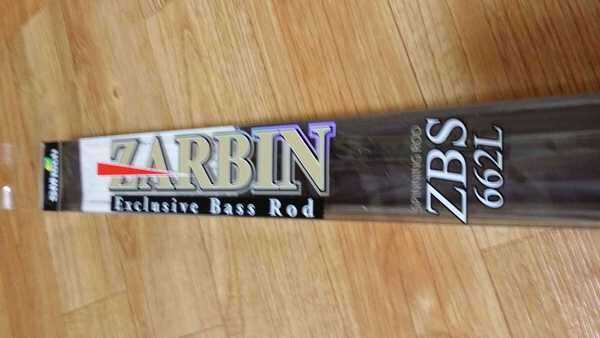 ZARBIN
Exclusive Bass Rod
SPINNING ROD
ZBS
662L